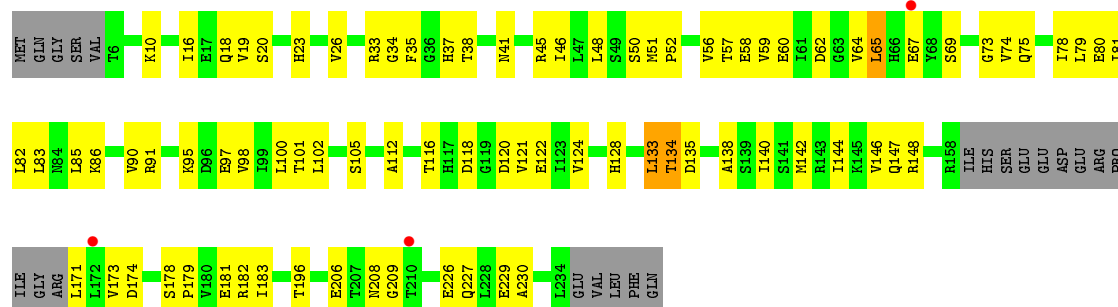 MET GLN GLY SER VAL T6 K10 I16 E17 Q18 V19 S20 H23 V26 R33 G34 F35 G36 H37 T38 N41 R45 I46 L47 L48 S49 S50 M51 P52 V56 T57 E58 V59 E60 I61 D62 G63 V64 L65 H66 E67 Y68 S69 G73 V74 Q75 I78 L79 E80
L82 L83 N84 L85 K86 V90 R91 K95 D96 E97 V98 I99 L100 T101 L102 S105 A112 T116 H117 D118 G119 D120 V121 E122 I123 V124 H128 L133 T134 D135 A138 S139 I140 S141 M142 R143 I144 K145 V146 Q147 R148 R158 ILE HIS SER GLU GLU ASP GLU ARG PRO
ILE GLY ARG L171 L172 V173 D174 S178 P179 V180 E181 R182 I183 T196 E206 T207 N208 G209 T210 E226 Q227 L228 E229 A230 L234 GLU VAL LEU PHE GLN